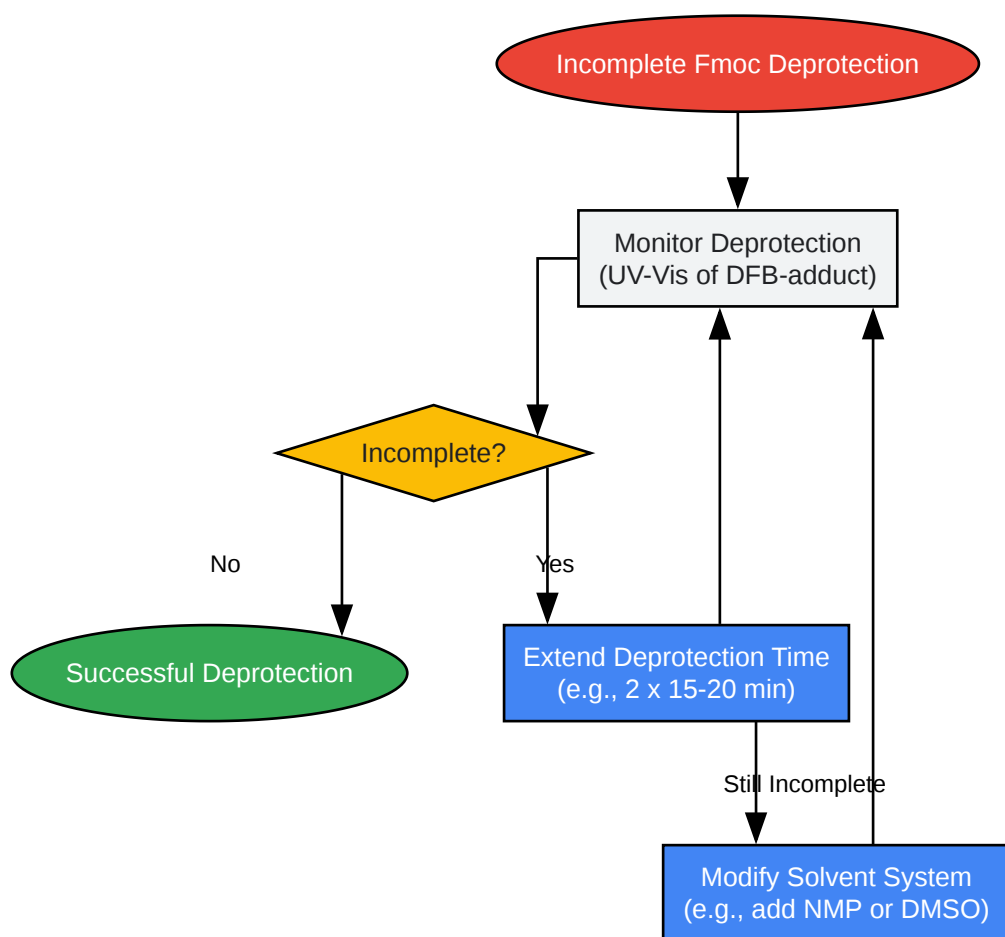 Incomplete Fmoc Deprotection
Monitor Deprotection
(UV-Vis of DFB-adduct)
Incomplete?
No
Yes
Successful Deprotection
Extend Deprotection Time
(e.g., 2 x 15-20 min)
Still Incomplete
Modify Solvent System
(e.g., add NMP or DMSO)